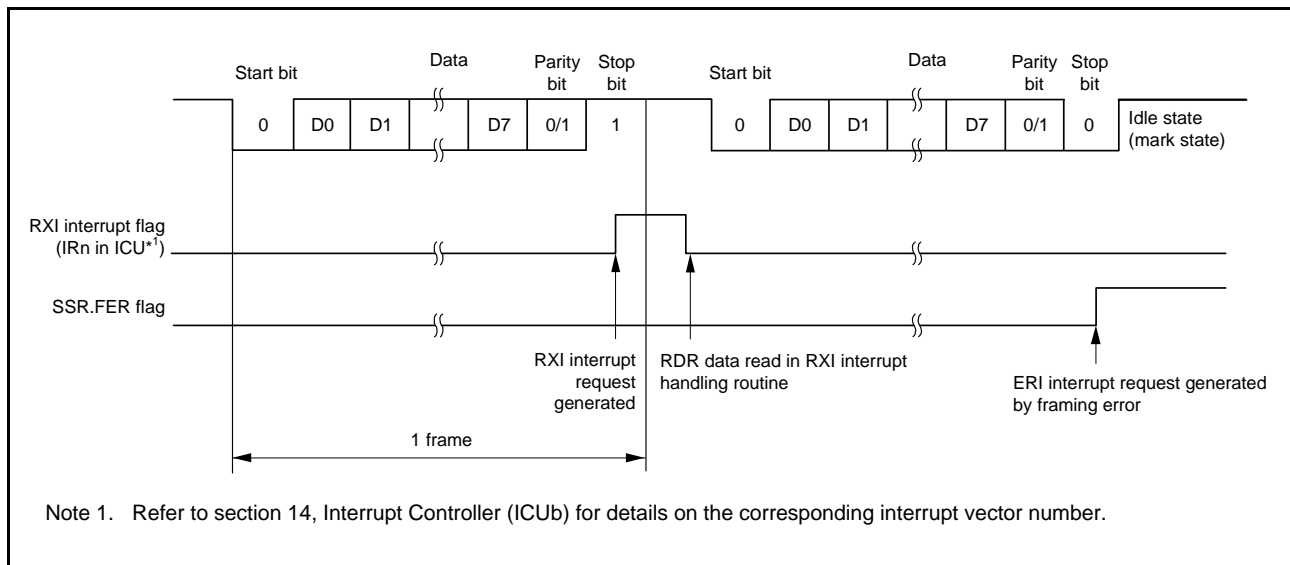 Start bit
Data
Parity
bit
Stop
bit
Start bit
Data
Parity
bit
Stop
bit
0
D0
D1
D7
0/1
1
0
D0
D1
D7
0/1
0
Idle state
(mark state)
RXI interrupt flag
(IRn in ICU*1)
SSR.FER flag
RXI interrupt
request
generated
RDR data read in RXI interrupt
handling routine
ERI interrupt request generated
by framing error
1 frame
Note 1. Refer to section 14, Interrupt Controller (ICUb) for details on the corresponding interrupt vector number.